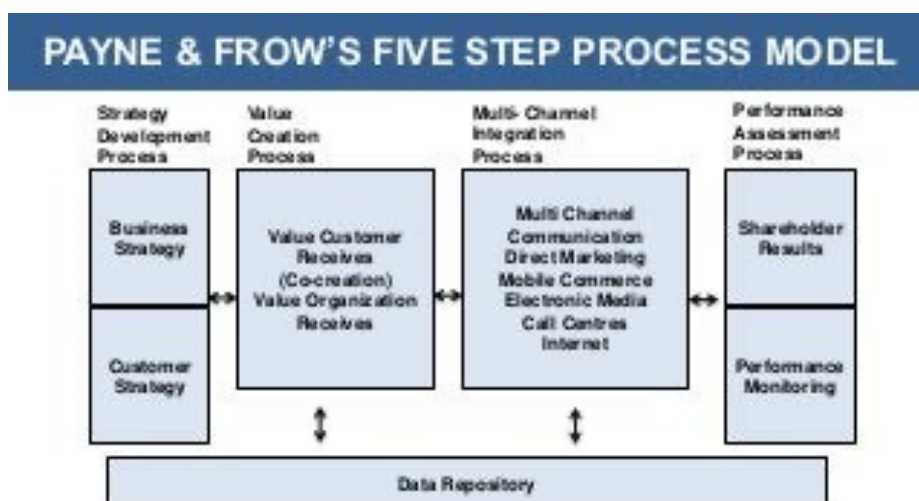 PAYNE & FROW'S FIVE STEP PROCESS MODEL
Strategy
Development
Process
Value
Creation
Process
Multi- Channel
Integration
Process
Performance
Assessment
Process
Business
Strategy
Customer
Strategy
Value Customer
Receives
(Co-creation)
Value Organization
Receives
Multi Channel
Communication
Direct Marketing
Mobile Commerce
Electronic Media
Call Centres
Internet
Shareholder
Results
Performance
Monitoring
Data Repository